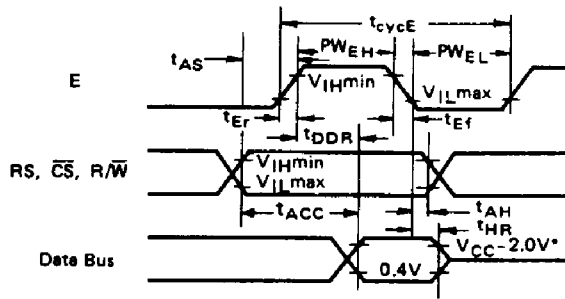 tcycE
PWEH PWEL
tAS
E
VIHmin VILmax
tEr tEf
tDDR
RS, C̅S̅, R/W̅
VIHmin
VILmax
tACC tAH
tHR
VCC-2.0V*
Data Bus
0.4V